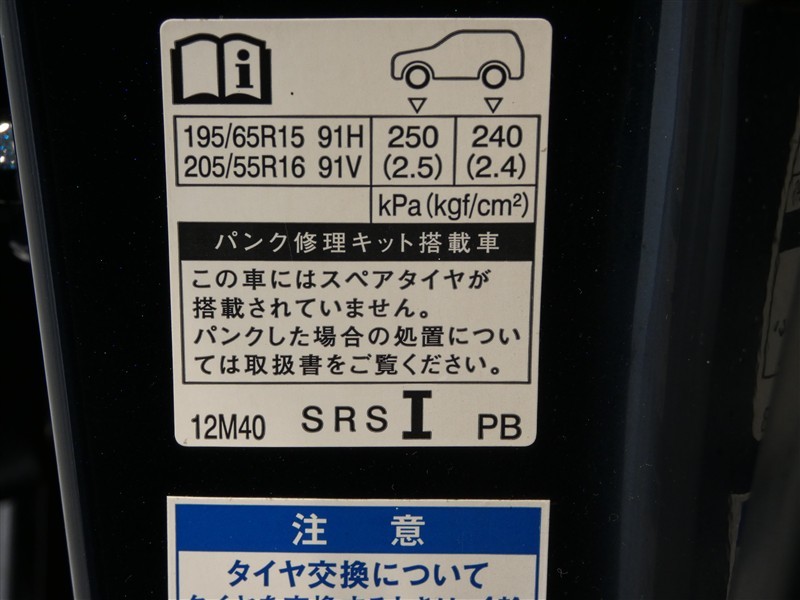 195/65R15 91H 250 240
205/55R16 91V (2.5) (2.4)
kPa(kgf/cm²)
パンク修理キット搭載車
この車にはスペアタイヤが
搭載されていません。
パンクした場合の処置につい
ては取扱書をご覧ください。
12M40 SRS I PB
注 意
タイヤ交換について